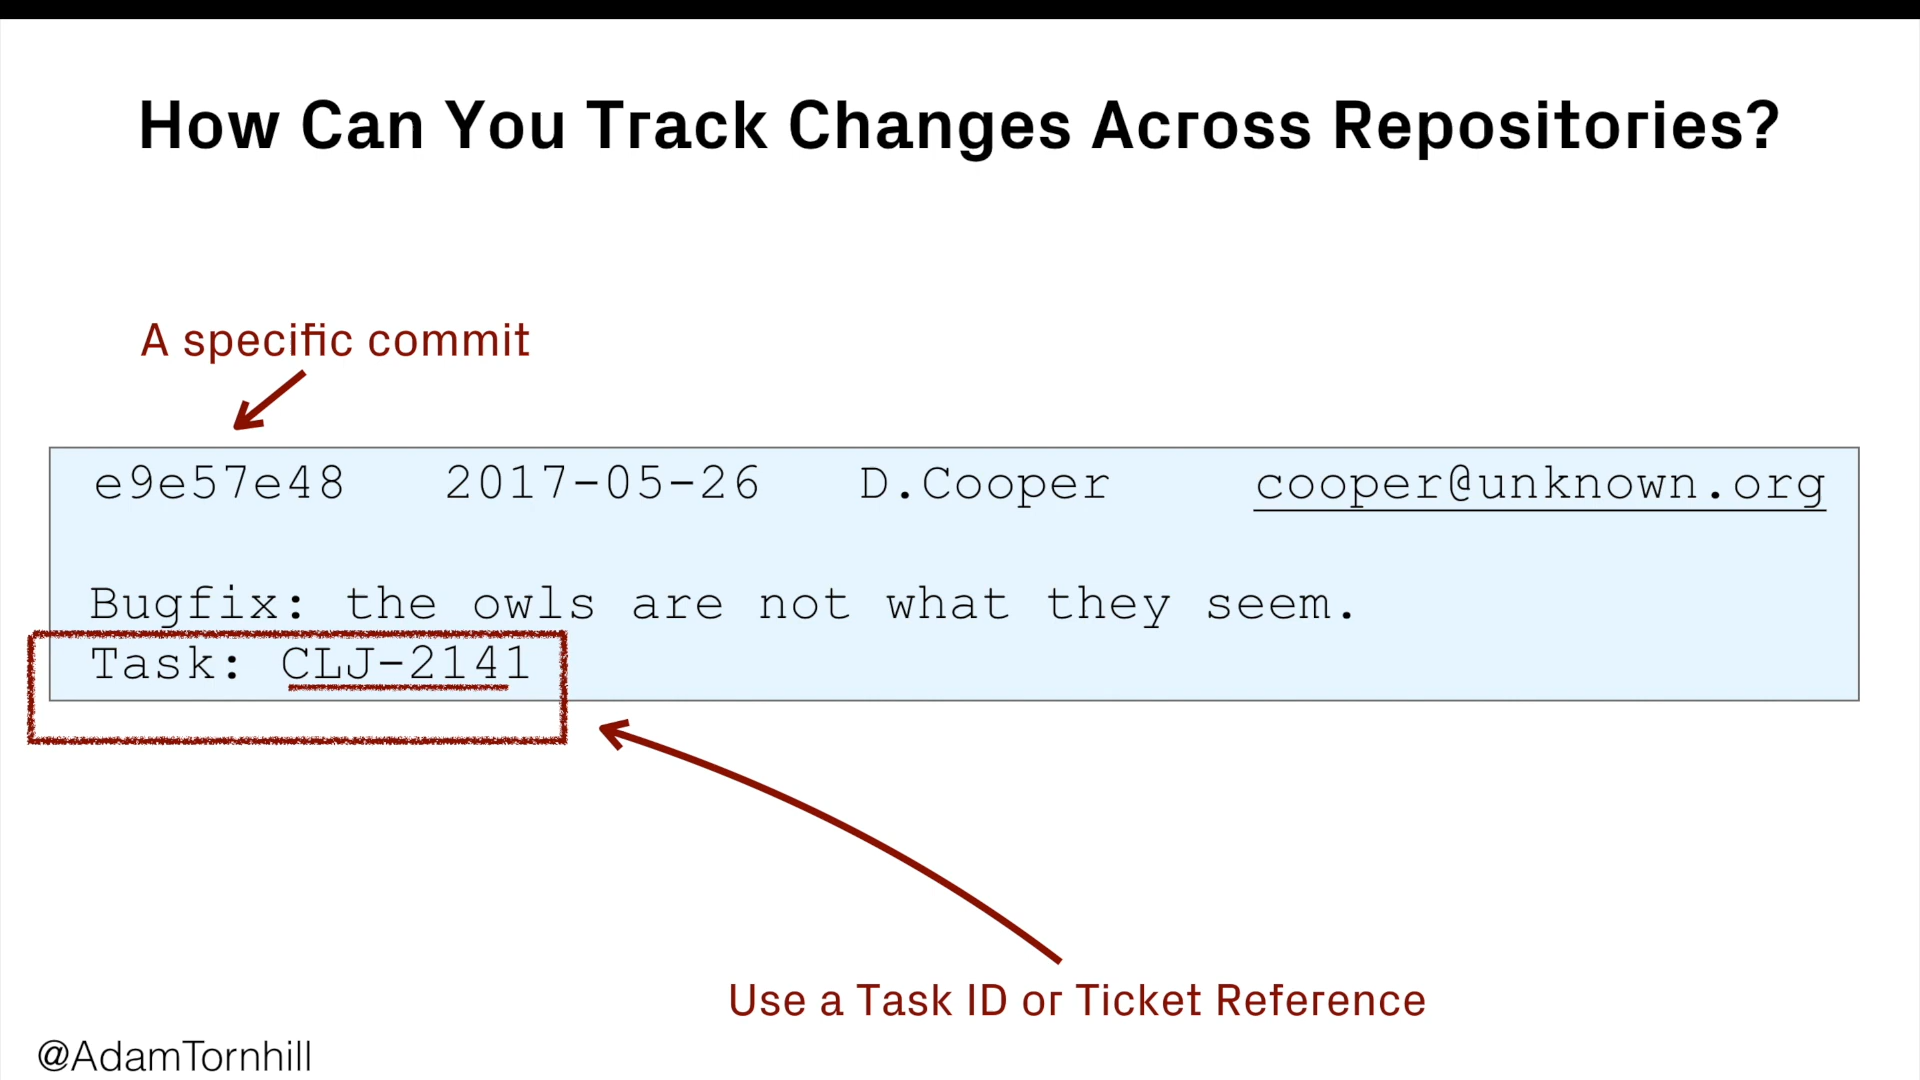 How Can You Track Changes Across Repositories?
A specific commit
e9e57e48 2017-05-26 D.Cooper cooper@unknown.org
Bugfix: the owls are not what they seem.
Task: CLJ-2141
Use a Task ID or Ticket Reference
@AdamTornhill